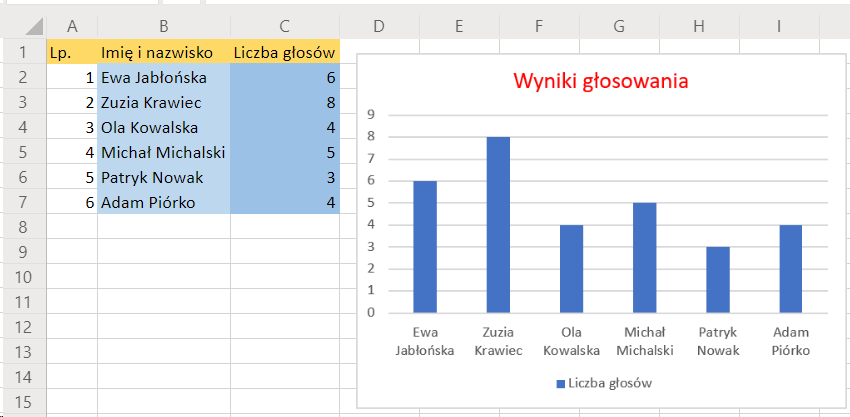 A B C D E F G H I
1 Lp. Imię i nazwisko Liczba głosów
2 1 Ewa Jabłońska 6
3 2 Zuzia Krawiec 8
4 3 Ola Kowalska 4
5 4 Michał Michalski 5
6 5 Patryk Nowak 3
7 6 Adam Piórko 4
8
9
10
11
12
13
14
15
Wyniki głosowania
9
8
7
6
5
4
3
2
1
0
Ewa Zuzia Ola Michał Patryk Adam
Jabłońska Krawiec Kowalska Michalski Nowak Piórko
Liczba głosów